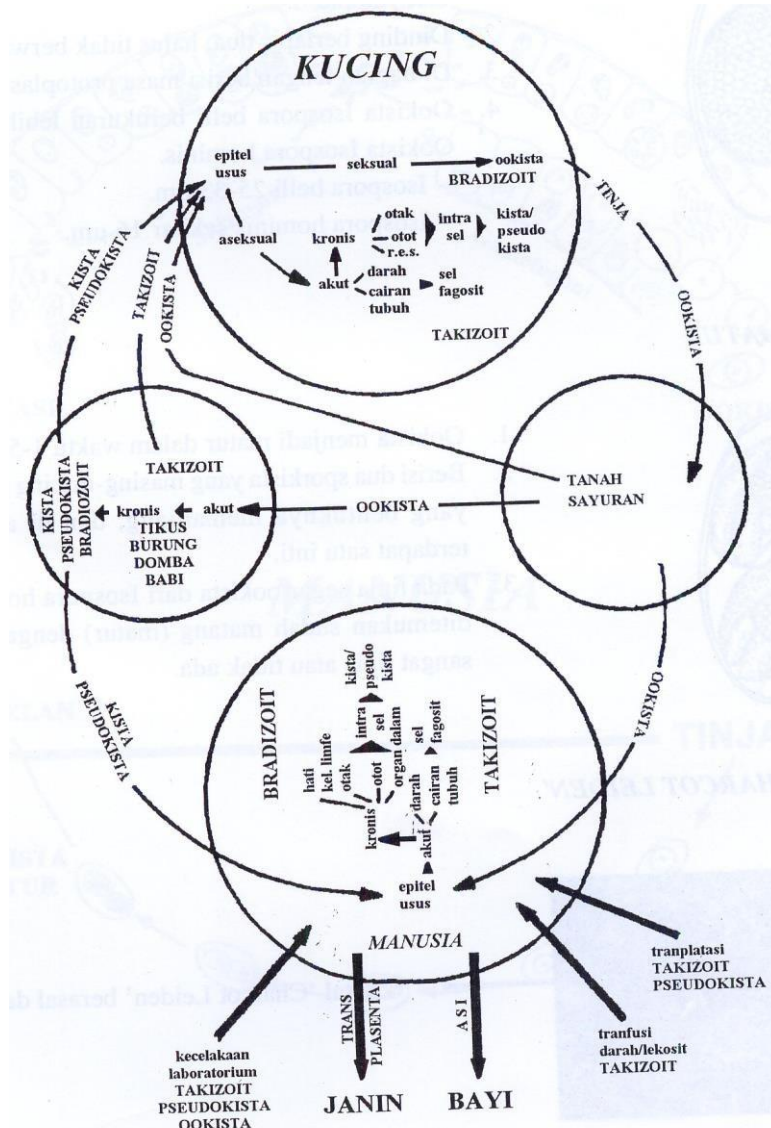 KUCING
epitel
usus
seksual
ookista
BRADIZOIT
aseksual
kronis
otak
otot
r.e.s.
intra
sel
kista/
pseudo
kista
akut
darah
cairan
tubuh
sel
fagosit
TAKIZOIT
TINJA
OOKISTA
KISTA
PSEUDOKISTA
TAKIZOIT
OOKISTA
TANAH
SAYURAN
OOKISTA
TAKIZOIT
akut
kronis
TIKUS
BURUNG
DOMBA
BABI
KISTA
PSEUDOKISTA
BRADIOZOIT
KISTA
PSEUDOKISTA
OOKISTA
BRADIZOIT
kista/
pseudo
kista
intra
sel
hati
kel. limfe
otak
otot
organ dalam
kronis
TAKIZOIT
sel
fagosit
darah
cairan
tubuh
akut
epitel
usus
MANUSIA
tranplatasi
TAKIZOIT
PSEUDOKISTA
tranfusi
darah/lekosit
TAKIZOIT
kecelakaan
laboratorium
TAKIZOIT
PSEUDOKISTA
OOKISTA
TRANS
PLASENTA
JANIN
A S I
BAYI